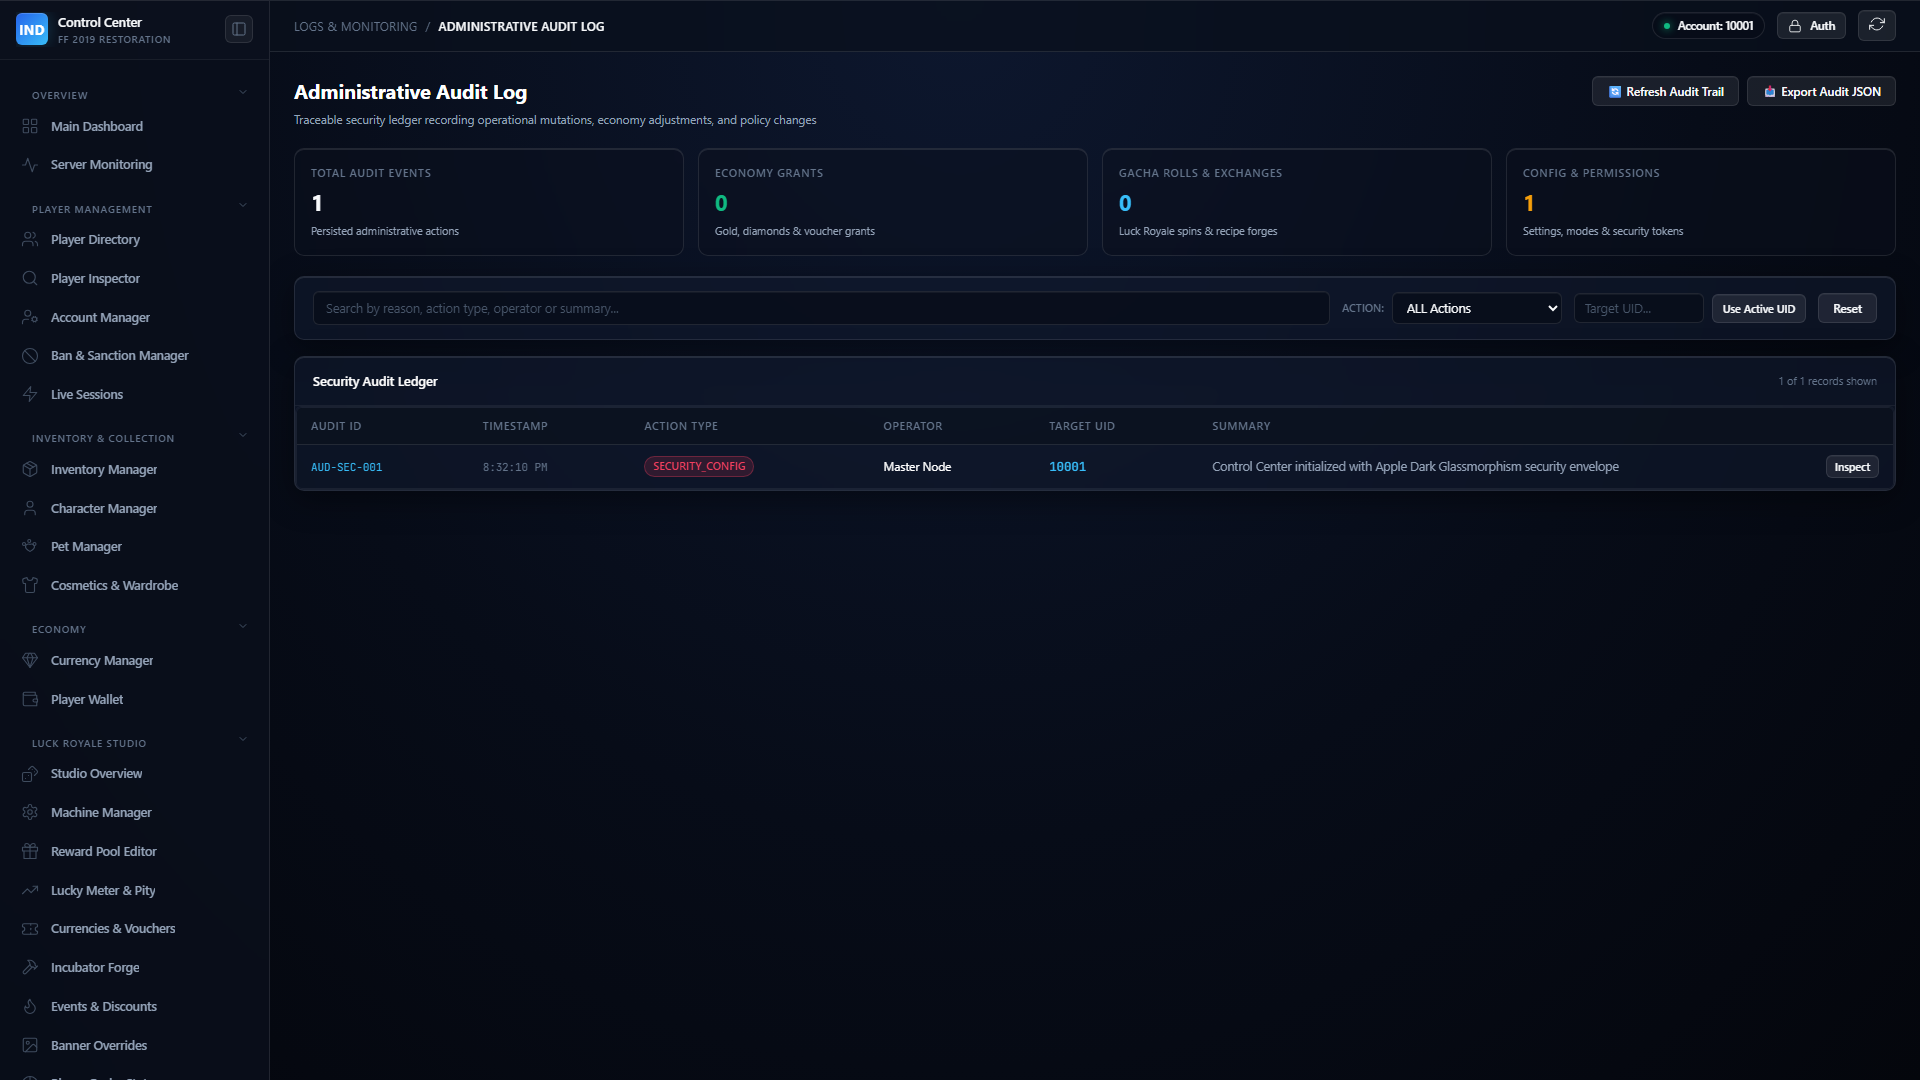 IND
Control Center
FF 2019 RESTORATION
OVERVIEW
Main Dashboard
Server Monitoring
PLAYER MANAGEMENT
Player Directory
Player Inspector
Account Manager
Ban & Sanction Manager
Live Sessions
INVENTORY & COLLECTION
Inventory Manager
Character Manager
Pet Manager
Cosmetics & Wardrobe
ECONOMY
Currency Manager
Player Wallet
LUCK ROYALE STUDIO
Studio Overview
Machine Manager
Reward Pool Editor
Lucky Meter & Pity
Currencies & Vouchers
Incubator Forge
Events & Discounts
Banner Overrides
LOGS & MONITORING / ADMINISTRATIVE AUDIT LOG
Account: 10001
Auth
Administrative Audit Log
Traceable security ledger recording operational mutations, economy adjustments, and policy changes
Refresh Audit Trail
Export Audit JSON
TOTAL AUDIT EVENTS
1
Persisted administrative actions
ECONOMY GRANTS
0
Gold, diamonds & voucher grants
GACHA ROLLS & EXCHANGES
0
Luck Royale spins & recipe forges
CONFIG & PERMISSIONS
1
Settings, modes & security tokens
Search by reason, action type, operator or summary...
ACTION:
ALL Actions
Target UID...
Use Active UID
Reset
Security Audit Ledger
1 of 1 records shown
AUDIT ID TIMESTAMP ACTION TYPE OPERATOR TARGET UID SUMMARY
AUD-SEC-001 8:32:10 PM SECURITY_CONFIG Master Node 10001 Control Center initialized with Apple Dark Glassmorphism security envelope Inspect